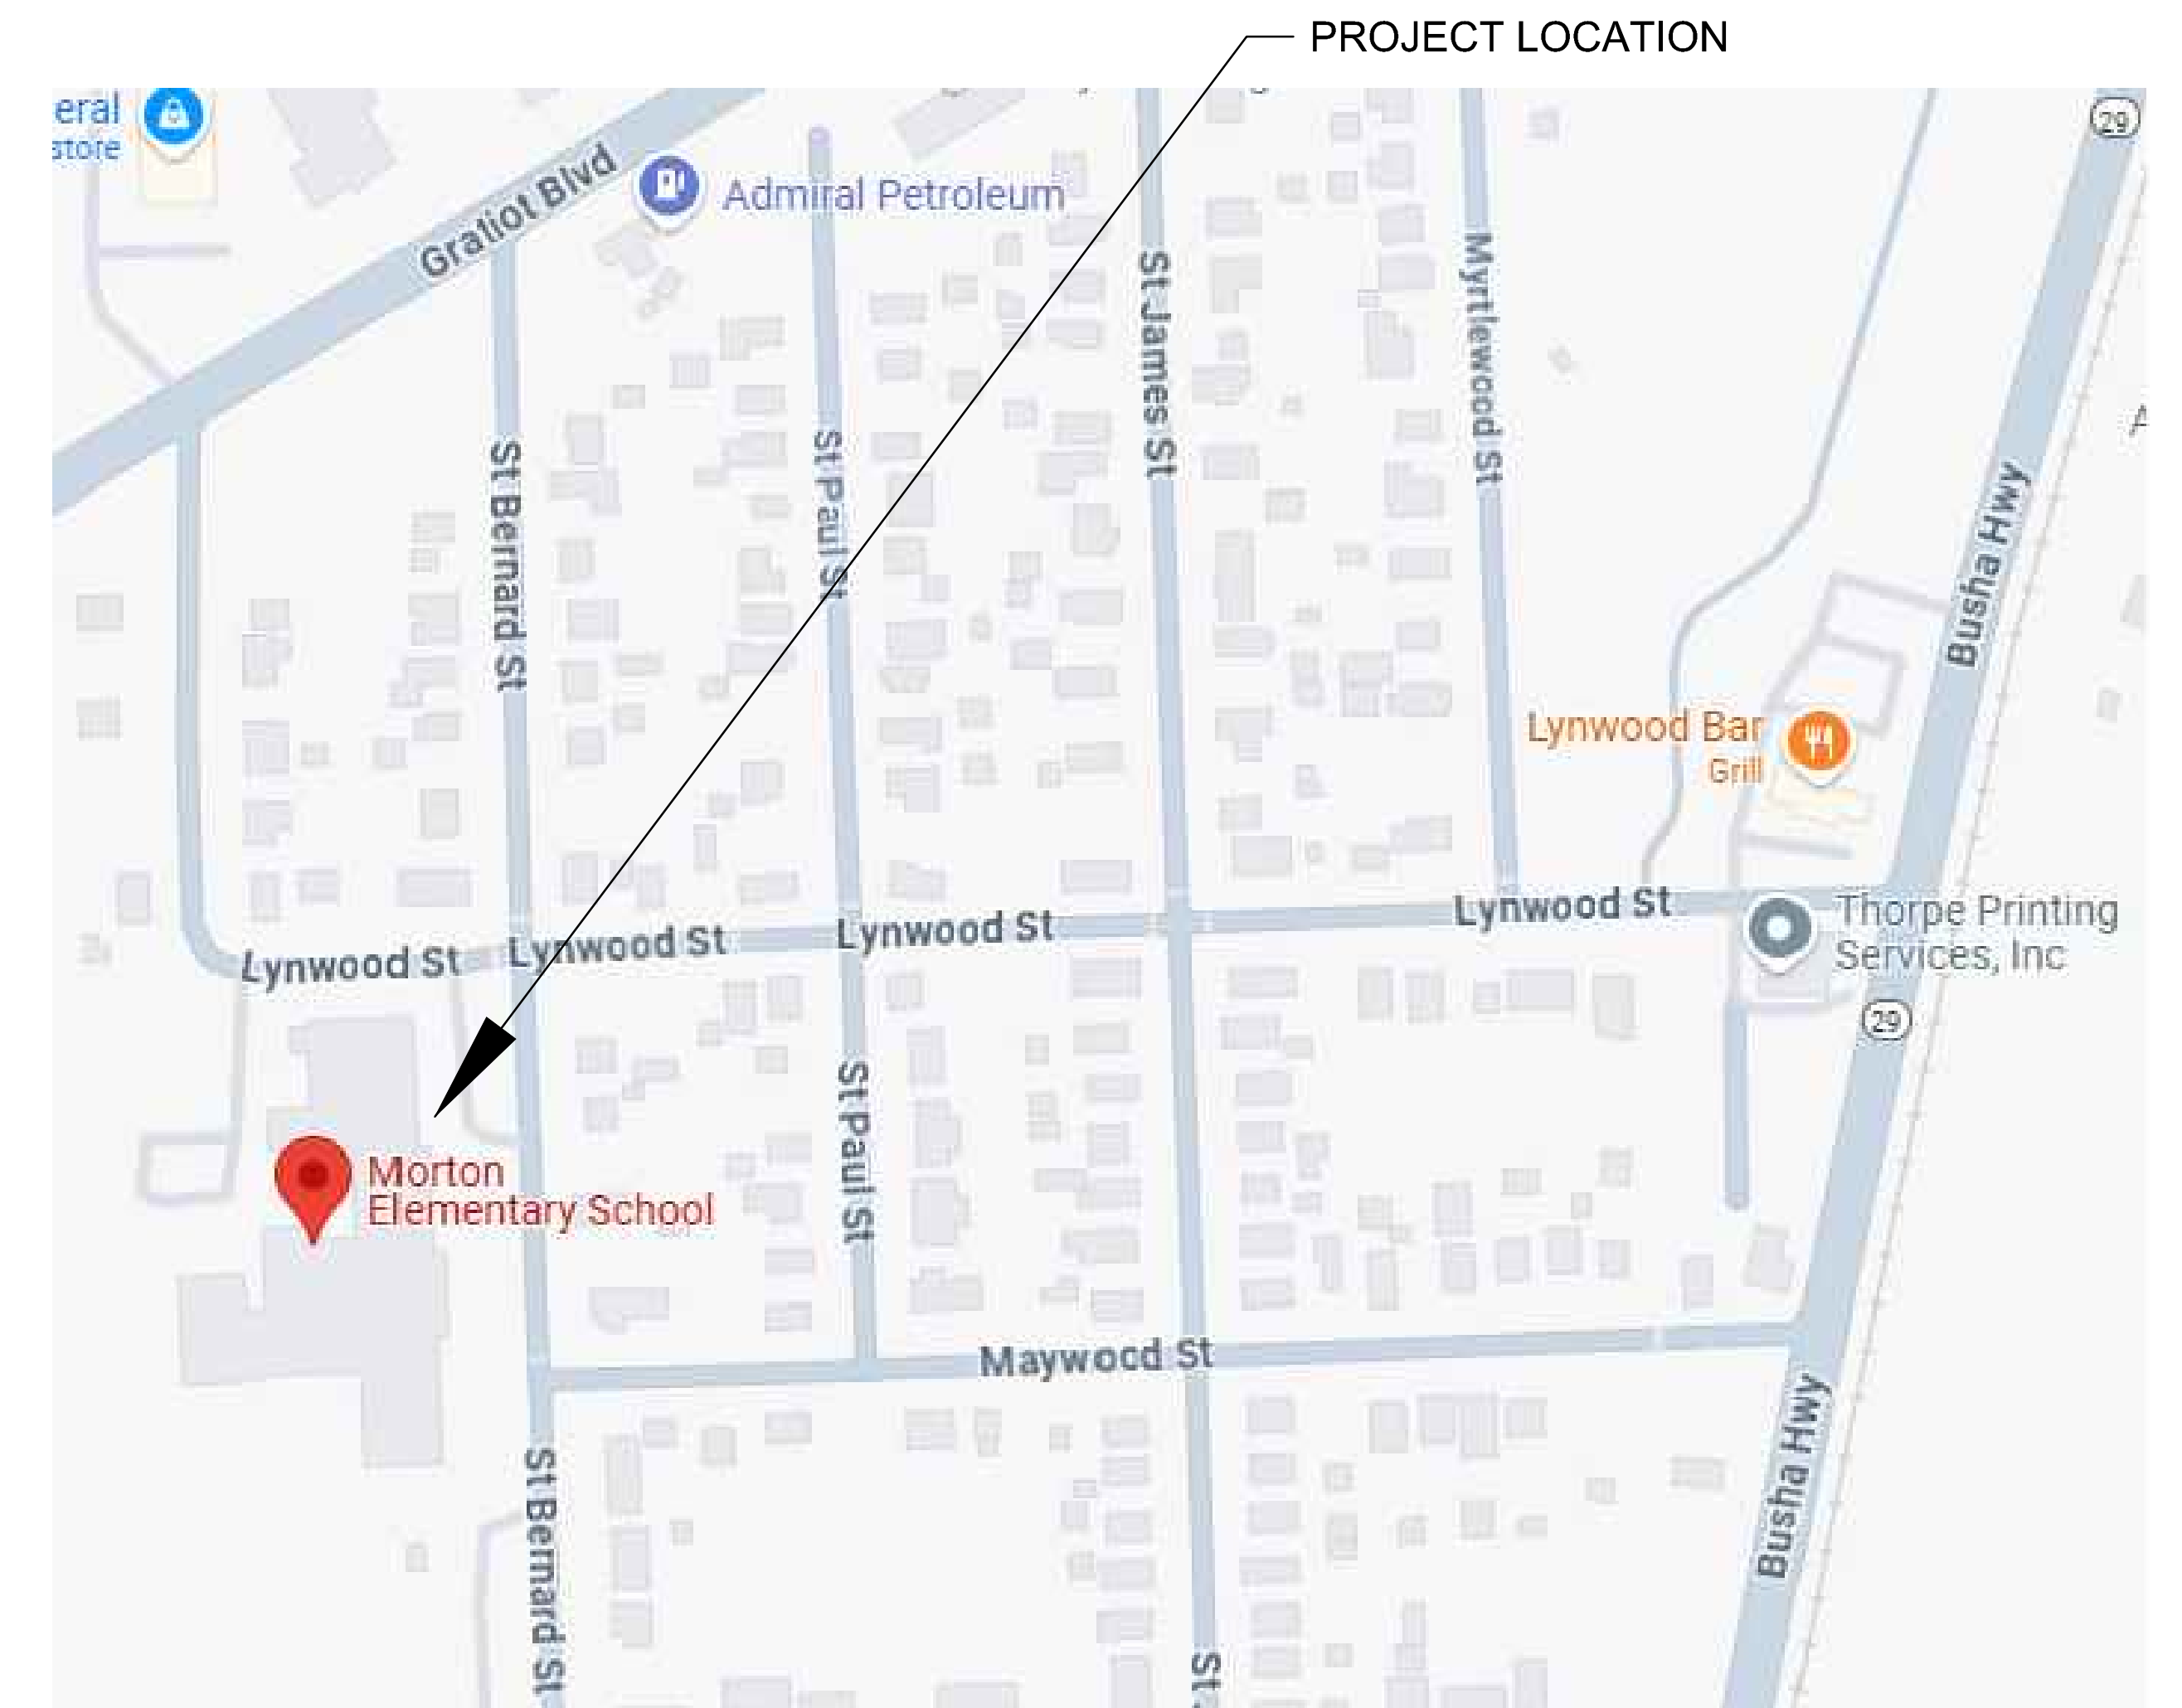 PROJECT LOCATION
eral
store
29
Gratiot Blvd
Admiral Petroleum
St James St
Myrtlewood St
St Bernard St
St Paul St
Busha Hwy
Lynwood Bar
Grill
Lynwood St
Lynwood St
Lynwood St
Lynwood St
Thorpe Printing
Services, Inc
29
St Paul St
Morton
Elementary School
Maywood St
Busha Hwy
St Bernard St
St